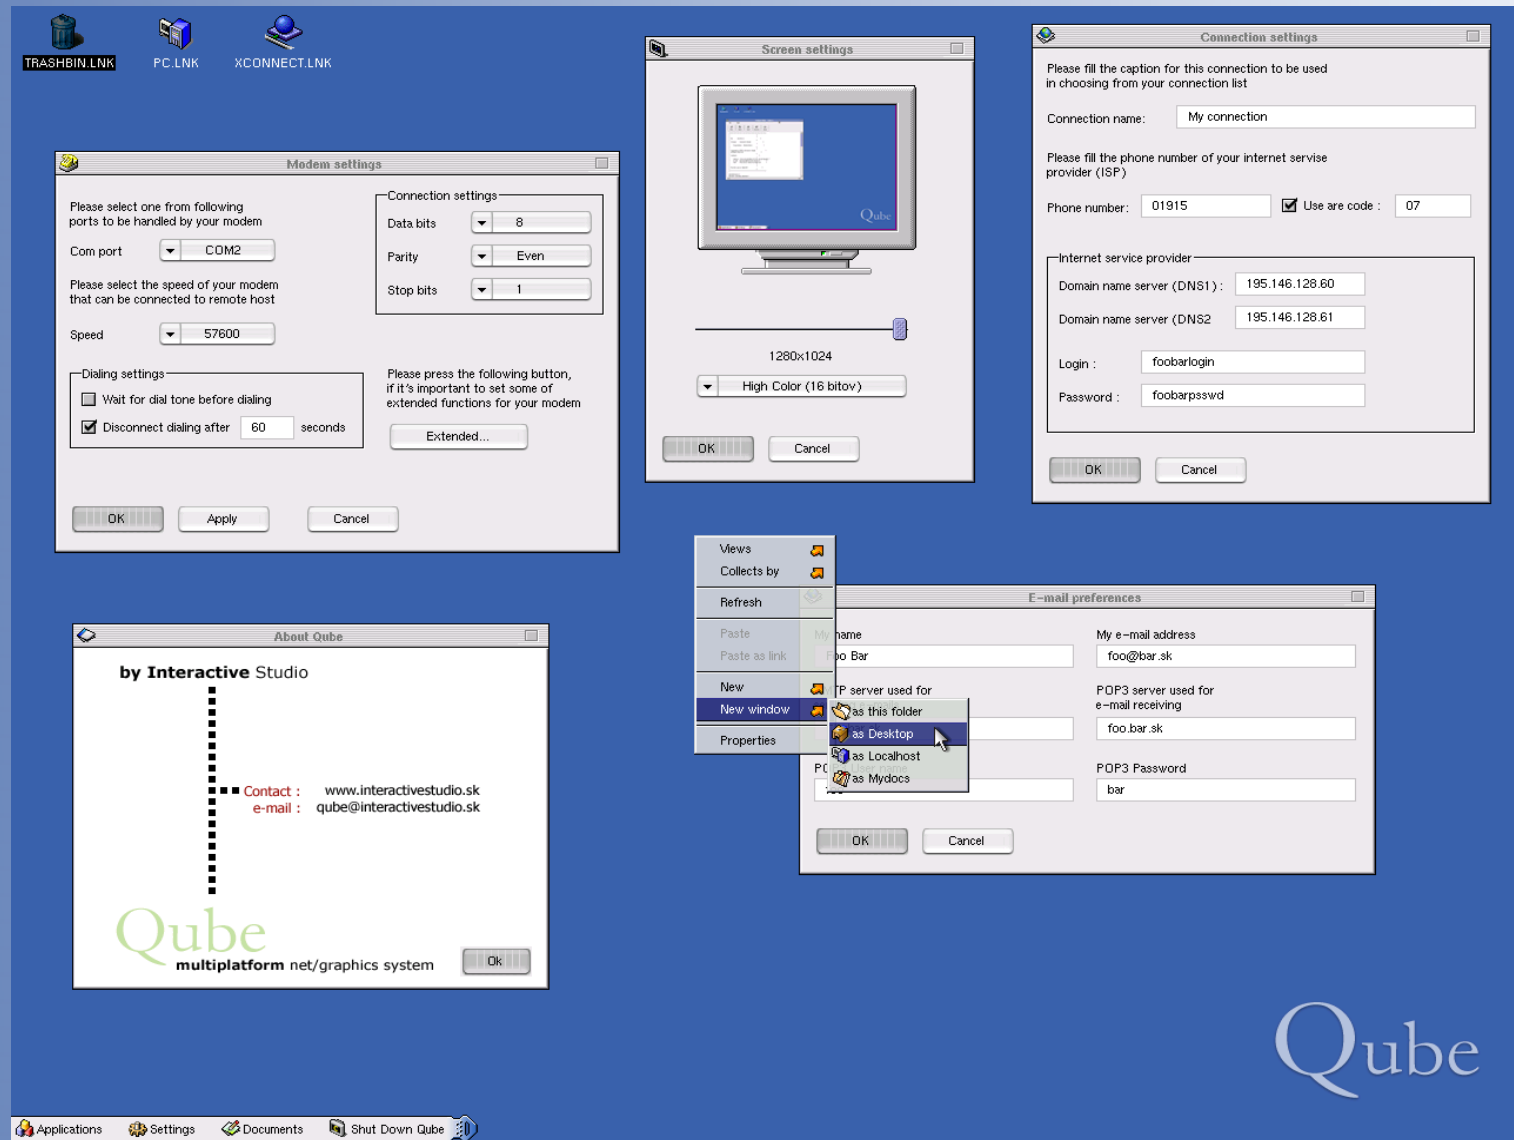 TRASHBIN.LNK
PC.LNK
XCONNECT.LNK
Modem settings
Please select one from following
ports to be handled by your modem
Com port
COM2
Please select the speed of your modem
that can be connected to remote host
Speed
57600
Connection settings
Data bits
8
Parity
Even
Stop bits
1
Dialing settings
Wait for dial tone before dialing
Disconnect dialing after 60 seconds
Please press the following button,
if it's important to set some of
extended functions for your modem
Extended...
OK
Apply
Cancel
Screen settings
Qube
1280x1024
High Color (16 bitov)
OK
Cancel
Connection settings
Please fill the caption for this connection to be used
in choosing from your connection list
Connection name:
My connection
Please fill the phone number of your internet servise
provider (ISP)
Phone number:
01915
Use are code :
07
Internet service provider
Domain name server (DNS1) :
195.146.128.60
Domain name server (DNS2
195.146.128.61
Login :
foobarlogin
Password :
foobarpsswd
OK
Cancel
Views
Collects by
Refresh
Paste
Paste as link
New
New window
Properties
as this folder
as Desktop
as Localhost
as Mydocs
E-mail preferences
My name
Foo Bar
My e-mail address
foo@bar.sk
server used for
POP3 server used for
e-mail receiving
foo.bar.sk
POP3 Password
bar
OK
Cancel
About Qube
by Interactive Studio
Contact : www.interactivestudio.sk
e-mail : qube@interactivestudio.sk
Qube
multiplatform net/graphics system
Ok
Qube
Applications
Settings
Documents
Shut Down Qube